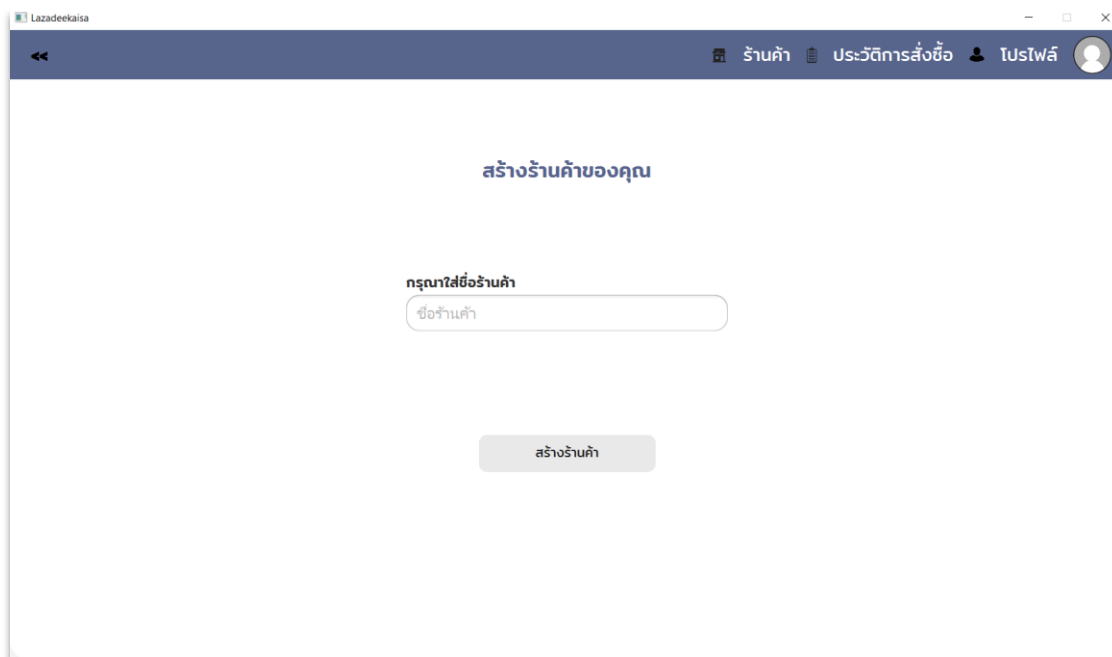 Lazadeekaisa
<< ร้านค้า ประวัติการสั่งซื้อ โปรไฟล์
สร้างร้านค้าของคุณ
กรุณาใส่ชื่อร้านค้า
ชื่อร้านค้า
สร้างร้านค้า